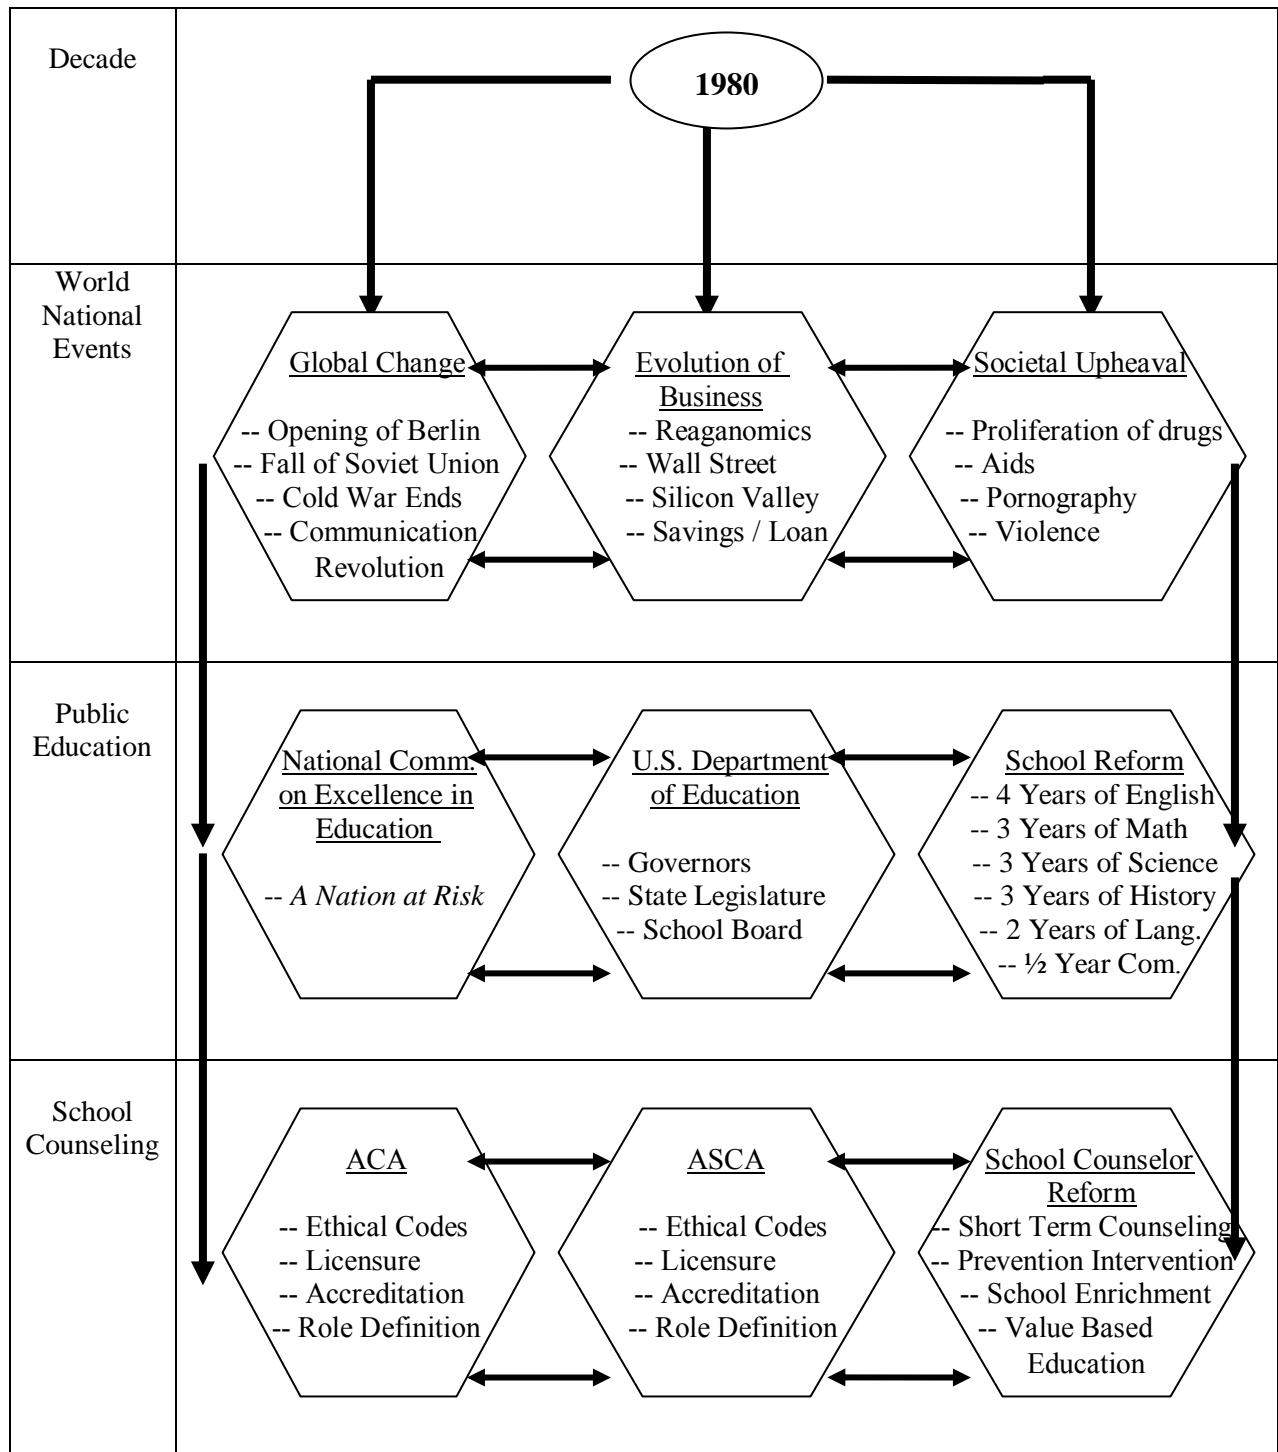 Decade
1980
World
National
Events
Global Change
-- Opening of Berlin
-- Fall of Soviet Union
-- Cold War Ends
-- Communication
Revolution
Evolution of
Business
-- Reaganomics
-- Wall Street
-- Silicon Valley
-- Savings / Loan
Societal Upheaval
-- Proliferation of drugs
-- Aids
-- Pornography
-- Violence
Public
Education
National Comm.
on Excellence in
Education
-- A Nation at Risk
U.S. Department
of Education
-- Governors
-- State Legislature
-- School Board
School Reform
-- 4 Years of English
-- 3 Years of Math
-- 3 Years of Science
-- 3 Years of History
-- 2 Years of Lang.
-- ½ Year Com.
School
Counseling
ACA
-- Ethical Codes
-- Licensure
-- Accreditation
-- Role Definition
ASCA
-- Ethical Codes
-- Licensure
-- Accreditation
-- Role Definition
School Counselor
Reform
-- Short Term Counseling
-- Prevention Intervention
-- School Enrichment
-- Value Based
Education